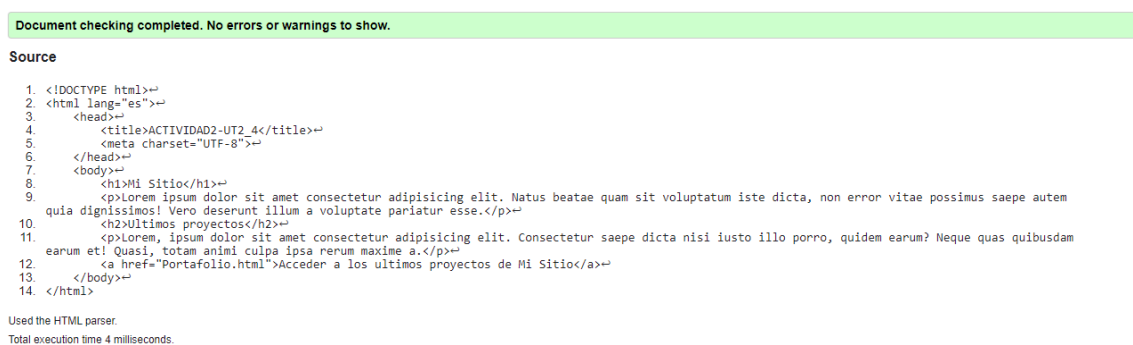 Document checking completed. No errors or warnings to show.
Source
1. <!DOCTYPE html>↩
2. <html lang="es">↩
3. <head>↩
4. <title>ACTIVIDAD2-UT2_4</title>↩
5. <meta charset="UTF-8">↩
6. </head>↩
7. <body>↩
8. <h1>Mi Sitio</h1>↩
9. <p>Lorem ipsum dolor sit amet consectetur adipisicing elit. Natus beatae quam sit voluptatum iste dicta, non error vitae possimus saepe autem
quia dignissimos! Vero deserunt illum a voluptate pariatur esse.</p>↩
10. <h2>Ultimos proyectos</h2>↩
11. <p>Lorem, ipsum dolor sit amet consectetur adipisicing elit. Consectetur saepe dicta nisi iusto illo porro, quidem earum? Neque quas quibusdam
earum et! Quasi, totam animi culpa ipsa rerum maxime a.</p>↩
12. <a href="Portafolio.html">Acceder a los ultimos proyectos de Mi Sitio</a>↩
13. </body>↩
14. </html>
Used the HTML parser.
Total execution time 4 milliseconds.